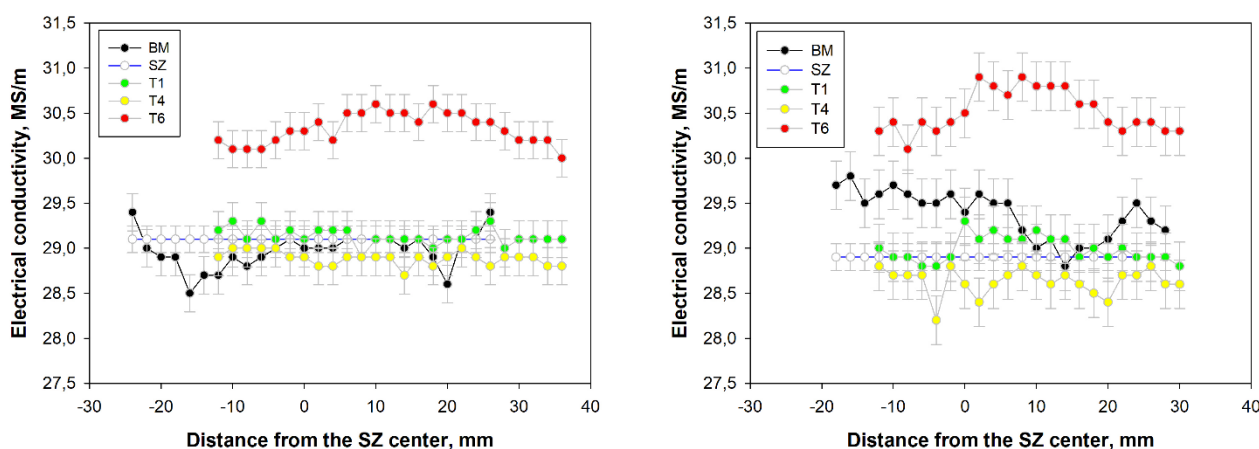 31,5
31,0
30,5
30,0
29,5
29,0
28,5
28,0
27,5
Electrical conductivity, MS/m
BM
SZ
T1
T4
T6
-30 -20 -10 0 10 20 30 40
Distance from the SZ center, mm
31,5
31,0
30,5
30,0
29,5
29,0
28,5
28,0
27,5
Electrical conductivity, MS/m
BM
SZ
T1
T4
T6
-30 -20 -10 0 10 20 30 40
Distance from the SZ center, mm